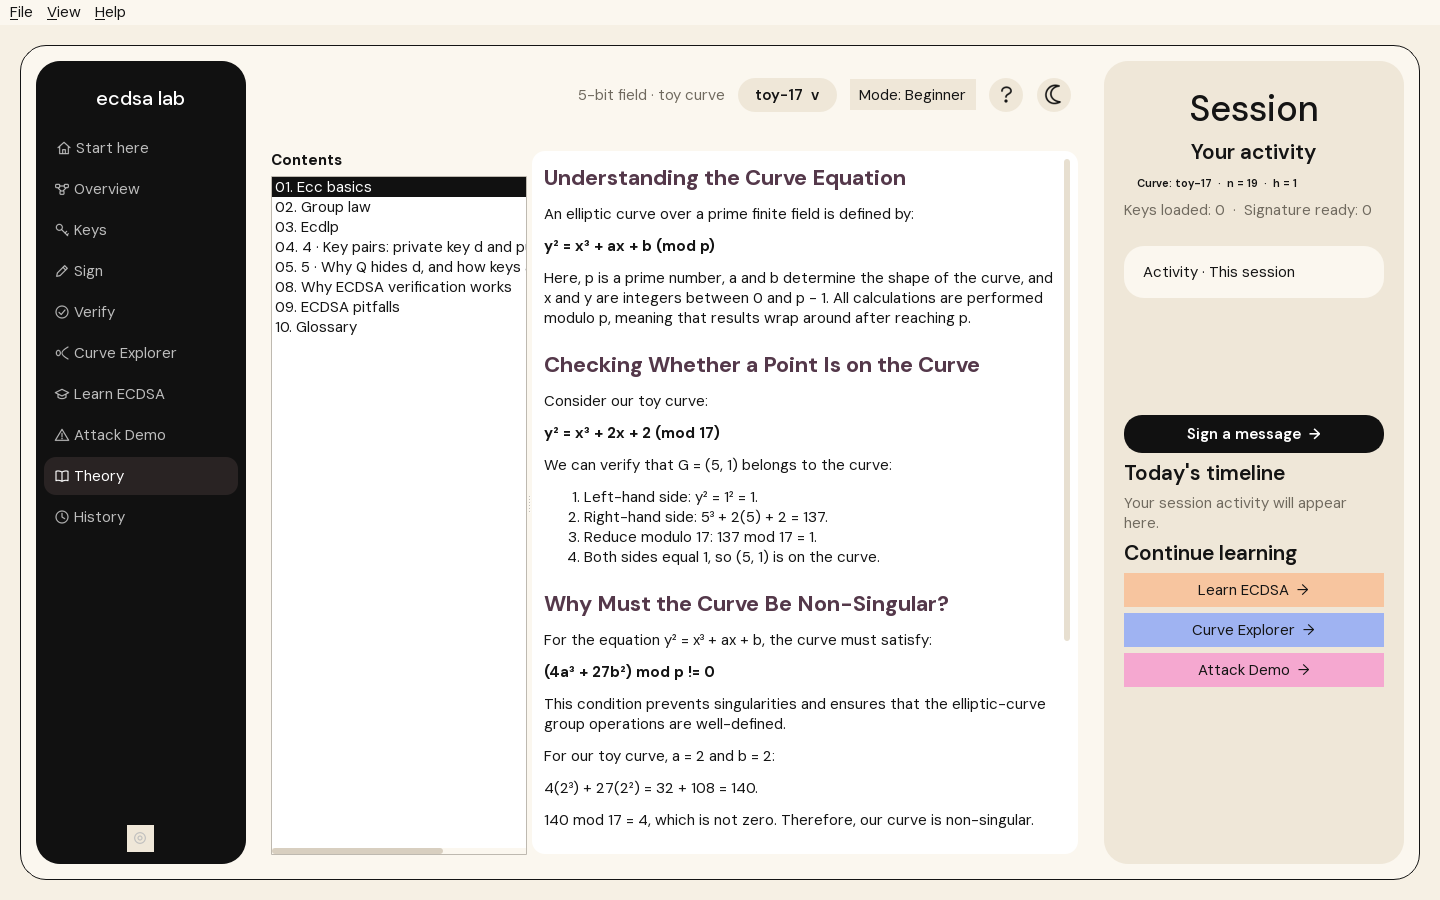 File View Help
ecdsa lab
Start here
Overview
Keys
Sign
Verify
Curve Explorer
Learn ECDSA
Attack Demo
Theory
History
5-bit field · toy curve
toy-17 v
Mode: Beginner
?
Contents
01. Ecc basics
02. Group law
03. Ecdlp
04. 4 · Key pairs: private key d and pu
05. 5 · Why Q hides d, and how keys
08. Why ECDSA verification works
09. ECDSA pitfalls
10. Glossary
Understanding the Curve Equation
An elliptic curve over a prime finite field is defined by:
y² = x³ + ax + b (mod p)
Here, p is a prime number, a and b determine the shape of the curve, and
x and y are integers between 0 and p - 1. All calculations are performed
modulo p, meaning that results wrap around after reaching p.
Checking Whether a Point Is on the Curve
Consider our toy curve:
y² = x³ + 2x + 2 (mod 17)
We can verify that G = (5, 1) belongs to the curve:
1. Left-hand side: y² = 1² = 1.
2. Right-hand side: 5³ + 2(5) + 2 = 137.
3. Reduce modulo 17: 137 mod 17 = 1.
4. Both sides equal 1, so (5, 1) is on the curve.
Why Must the Curve Be Non-Singular?
For the equation y² = x³ + ax + b, the curve must satisfy:
(4a³ + 27b²) mod p != 0
This condition prevents singularities and ensures that the elliptic-curve
group operations are well-defined.
For our toy curve, a = 2 and b = 2:
4(2³) + 27(2²) = 32 + 108 = 140.
140 mod 17 = 4, which is not zero. Therefore, our curve is non-singular.
Session
Your activity
Curve: toy-17 · n = 19 · h = 1
Keys loaded: 0 · Signature ready: 0
Activity · This session
Sign a message →
Today's timeline
Your session activity will appear
here.
Continue learning
Learn ECDSA →
Curve Explorer →
Attack Demo →